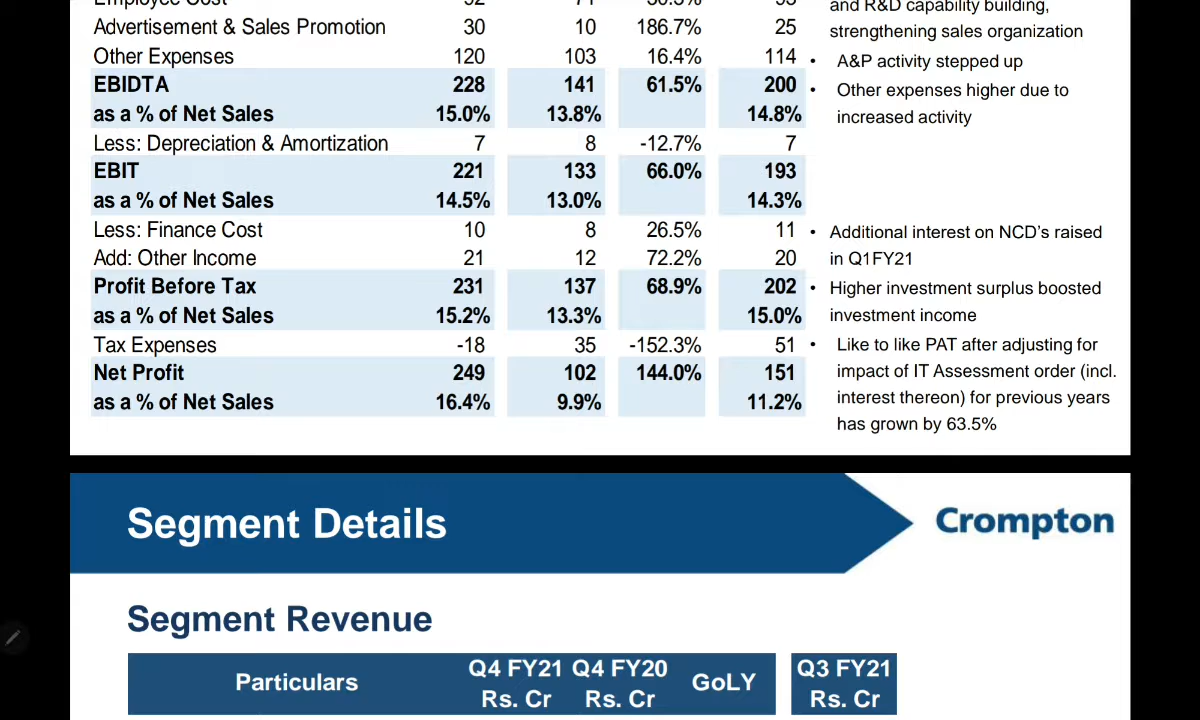 and R&D capability building,
Advertisement & Sales Promotion 30 10 186.7% 25
strengthening sales organization
Other Expenses 120 103 16.4% 114
• A&P activity stepped up
EBIDTA 228 141 61.5% 200
• Other expenses higher due to
as a % of Net Sales 15.0% 13.8% 14.8%
increased activity
Less: Depreciation & Amortization 7 8 -12.7% 7
EBIT 221 133 66.0% 193
as a % of Net Sales 14.5% 13.0% 14.3%
Less: Finance Cost 10 8 26.5% 11
• Additional interest on NCD’s raised
Add: Other Income 21 12 72.2% 20
in Q1FY21
Profit Before Tax 231 137 68.9% 202
• Higher investment surplus boosted
as a % of Net Sales 15.2% 13.3% 15.0%
investment income
Tax Expenses -18 35 -152.3% 51
• Like to like PAT after adjusting for
Net Profit 249 102 144.0% 151
impact of IT Assessment order (incl.
as a % of Net Sales 16.4% 9.9% 11.2%
interest thereon) for previous years
has grown by 63.5%
Segment Details
Crompton
Segment Revenue
Particulars Q4 FY21 Q4 FY20 GoLY Q3 FY21
Rs. Cr Rs. Cr Rs. Cr